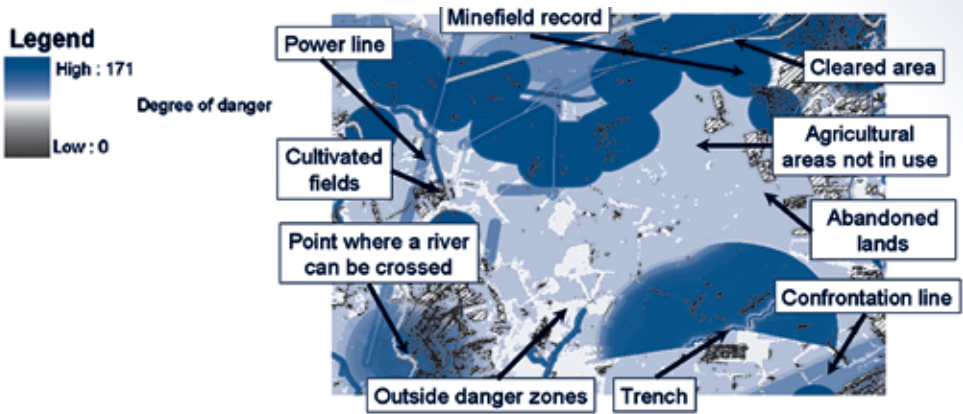 Legend
High : 171
Degree of danger
Low : 0
Minefield record
Power line
Cleared area
Cultivated
fields
Agricultural
areas not in use
Point where a river
can be crossed
Abandoned
lands
Confrontation line
Outside danger zones
Trench